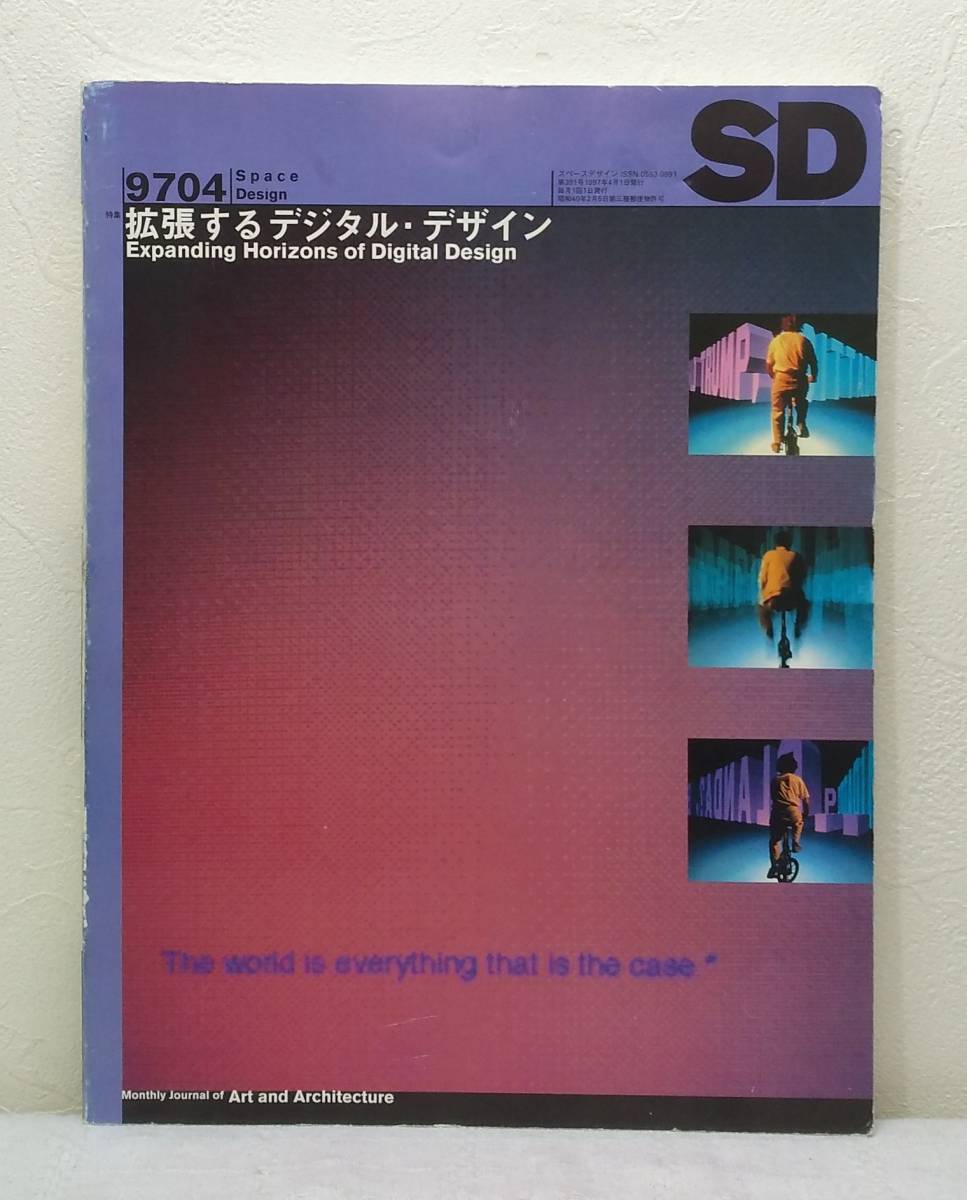 SD
9704
Space
Design
スペースデザイン ISSN 0563-0991
第391号1997年4月1日発行
毎月1回1日発行
昭和40年2月5日第三種郵便物許可
特集
拡張するデジタル・デザイン
Expanding Horizons of Digital Design
"The world is everything that is the case."
Monthly Journal of Art and Architecture